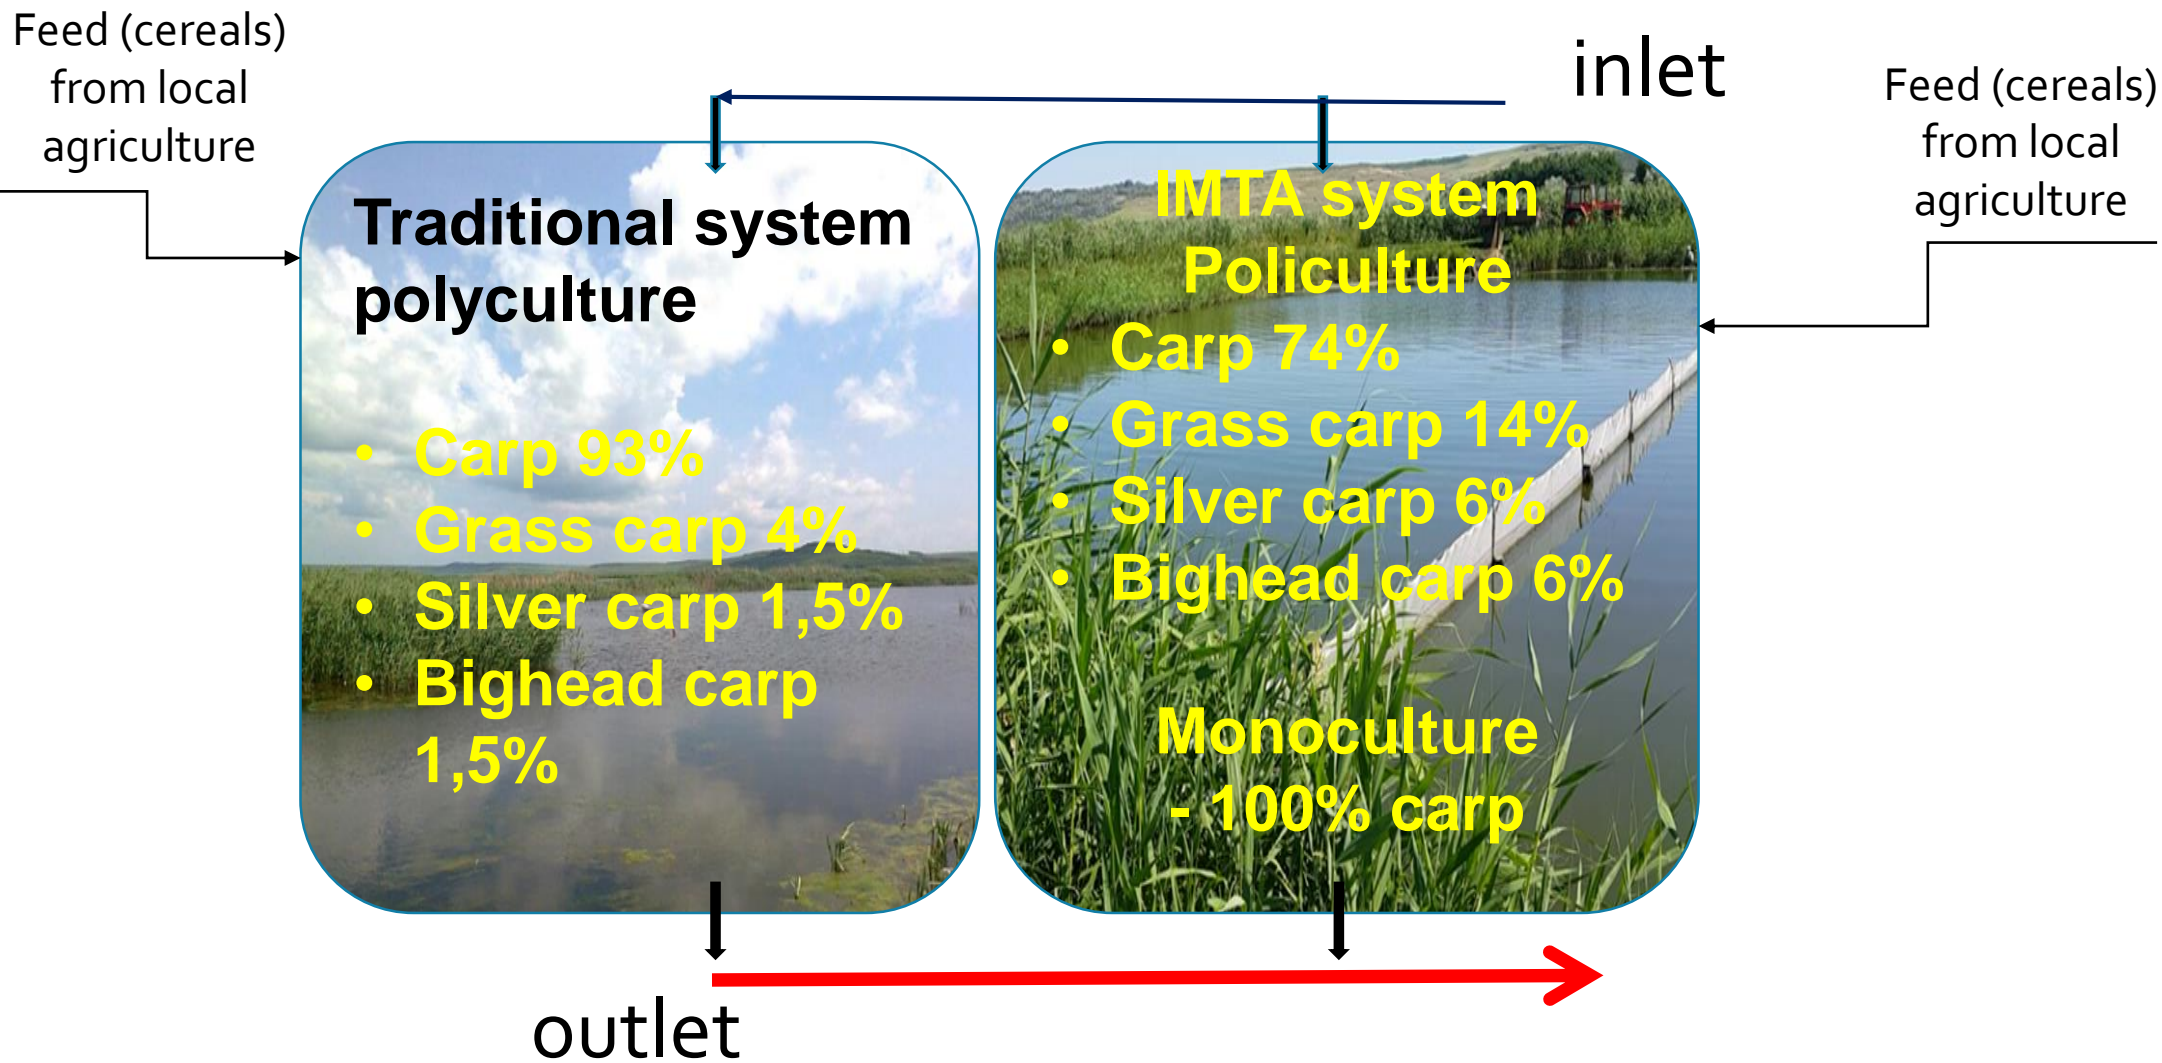 Feed (cereals)
from local
agriculture
inlet
Feed (cereals)
from local
agriculture
Traditional system
polyculture
• Carp 93%
• Grass carp 4%
• Silver carp 1,5%
• Bighead carp
1,5%
IMTA system
Policulture
• Carp 74%
• Grass carp 14%
• Silver carp 6%
• Bighead carp 6%
Monoculture
- 100% carp
outlet